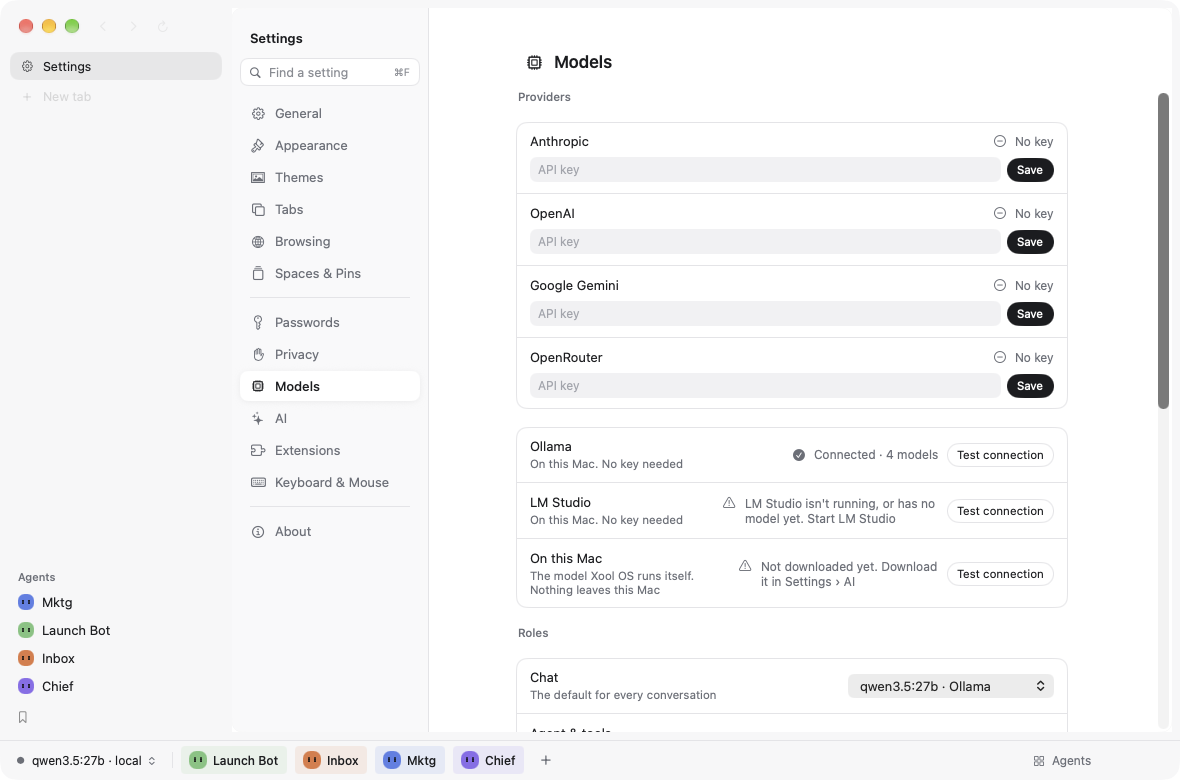 Settings
New tab
Agents
Mktg
Launch Bot
Inbox
Chief
Settings
Find a setting ⌘F
General
Appearance
Themes
Tabs
Browsing
Spaces & Pins
Passwords
Privacy
Models
AI
Extensions
Keyboard & Mouse
About
Models
Providers
Anthropic No key
API key Save
OpenAI No key
API key Save
Google Gemini No key
API key Save
OpenRouter No key
API key Save
Ollama
On this Mac. No key needed
Connected · 4 models Test connection
LM Studio
On this Mac. No key needed
LM Studio isn't running, or has no
model yet. Start LM Studio
Test connection
On this Mac
The model Xool OS runs itself.
Nothing leaves this Mac
Not downloaded yet. Download
it in Settings › AI
Test connection
Roles
Chat
The default for every conversation
qwen3.5:27b · Ollama
Agent & tools
qwen3.5:27b · local Launch Bot Inbox Mktg Chief + Agents